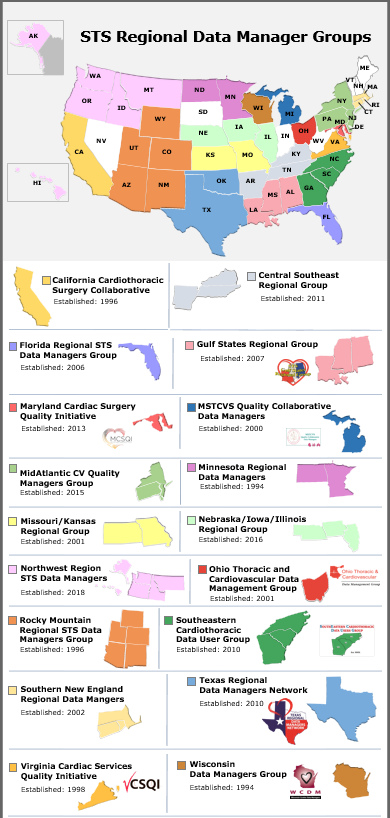 STS Regional Data Manager Groups
AK
WA
OR
ID
MT
ND
MN
WY
SD
WI
MI
CA
NV
UT
CO
NE
IA
IL
IN
OH
KS
MO
KY
WV
VA
AZ
NM
OK
AR
TN
NC
SC
TX
LA
MS
AL
GA
FL
ME
VT
NH
MA
NY
RI
CT
PA
NJ
MD
DE
HI
California Cardiothoracic
Surgery Collaborative
Established: 1996
Central Southeast
Regional Group
Established: 2011
Florida Regional STS
Data Managers Group
Established: 2006
Gulf States Regional Group
Established: 2007
Maryland Cardiac Surgery
Quality Initiative
Established: 2013
MCSQI
MSTCVS Quality Collaborative
Data Managers
Established: 2000
MidAtlantic CV Quality
Managers Group
Established: 2015
Minnesota Regional
Data Managers
Established: 1994
Missouri/Kansas
Regional Group
Established: 2001
Nebraska/Iowa/Illinois
Regional Group
Established: 2016
Northwest Region
STS Data Managers
Established: 2018
Ohio Thoracic and
Cardiovascular Data
Management Group
Established: 2001
Ohio Thoracic &
Cardiovascular
Data Management Group
Rocky Mountain
Regional STS Data
Managers Group
Established: 1996
Southeastern
Cardiothoracic
Data User Group
Established: 2010
Southeastern Cardiothoracic
Data User Group
Southern New England
Regional Data Mangers
Established: 2002
Texas Regional
Data Managers Network
Established: 2010
TEXAS
REGIONAL
DATA
MANAGERS
NETWORK
Virginia Cardiac Services
Quality Initiative
Established: 1998
VCSQI
Wisconsin
Data Managers Group
Established: 1994
WCDM